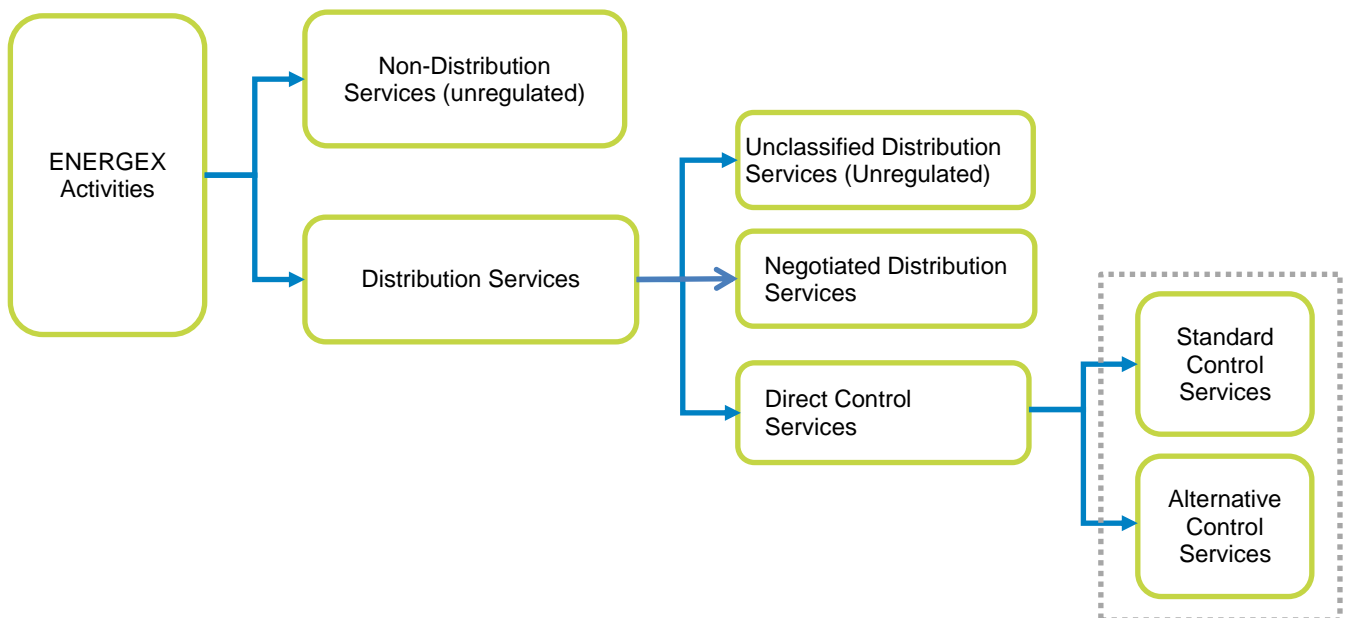 ENERGEX
Activities
Non-Distribution
Services (unregulated)
Distribution Services
Unclassified Distribution
Services (Unregulated)
Negotiated Distribution
Services
Direct Control
Services
Standard
Control
Services
Alternative
Control
Services